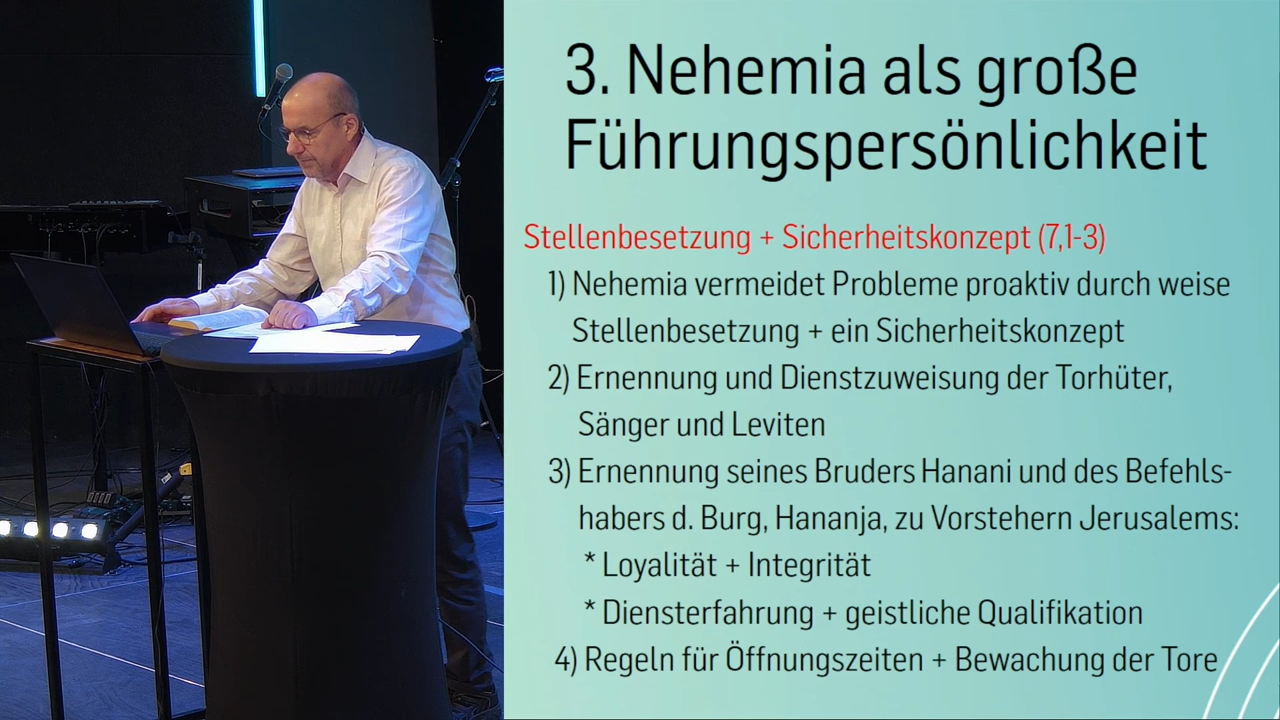 3. Nehemia als große
Führungspersönlichkeit
Stellenbesetzung + Sicherheitskonzept (7,1-3)
1) Nehemia vermeidet Probleme proaktiv durch weise
Stellenbesetzung + ein Sicherheitskonzept
2) Ernennung und Dienstzuweisung der Torhüter,
Sänger und Leviten
3) Ernennung seines Bruders Hanani und des Befehls-
habers d. Burg, Hananja, zu Vorstehern Jerusalems:
* Loyalität + Integrität
* Diensterfahrung + geistliche Qualifikation
4) Regeln für Öffnungszeiten + Bewachung der Tore